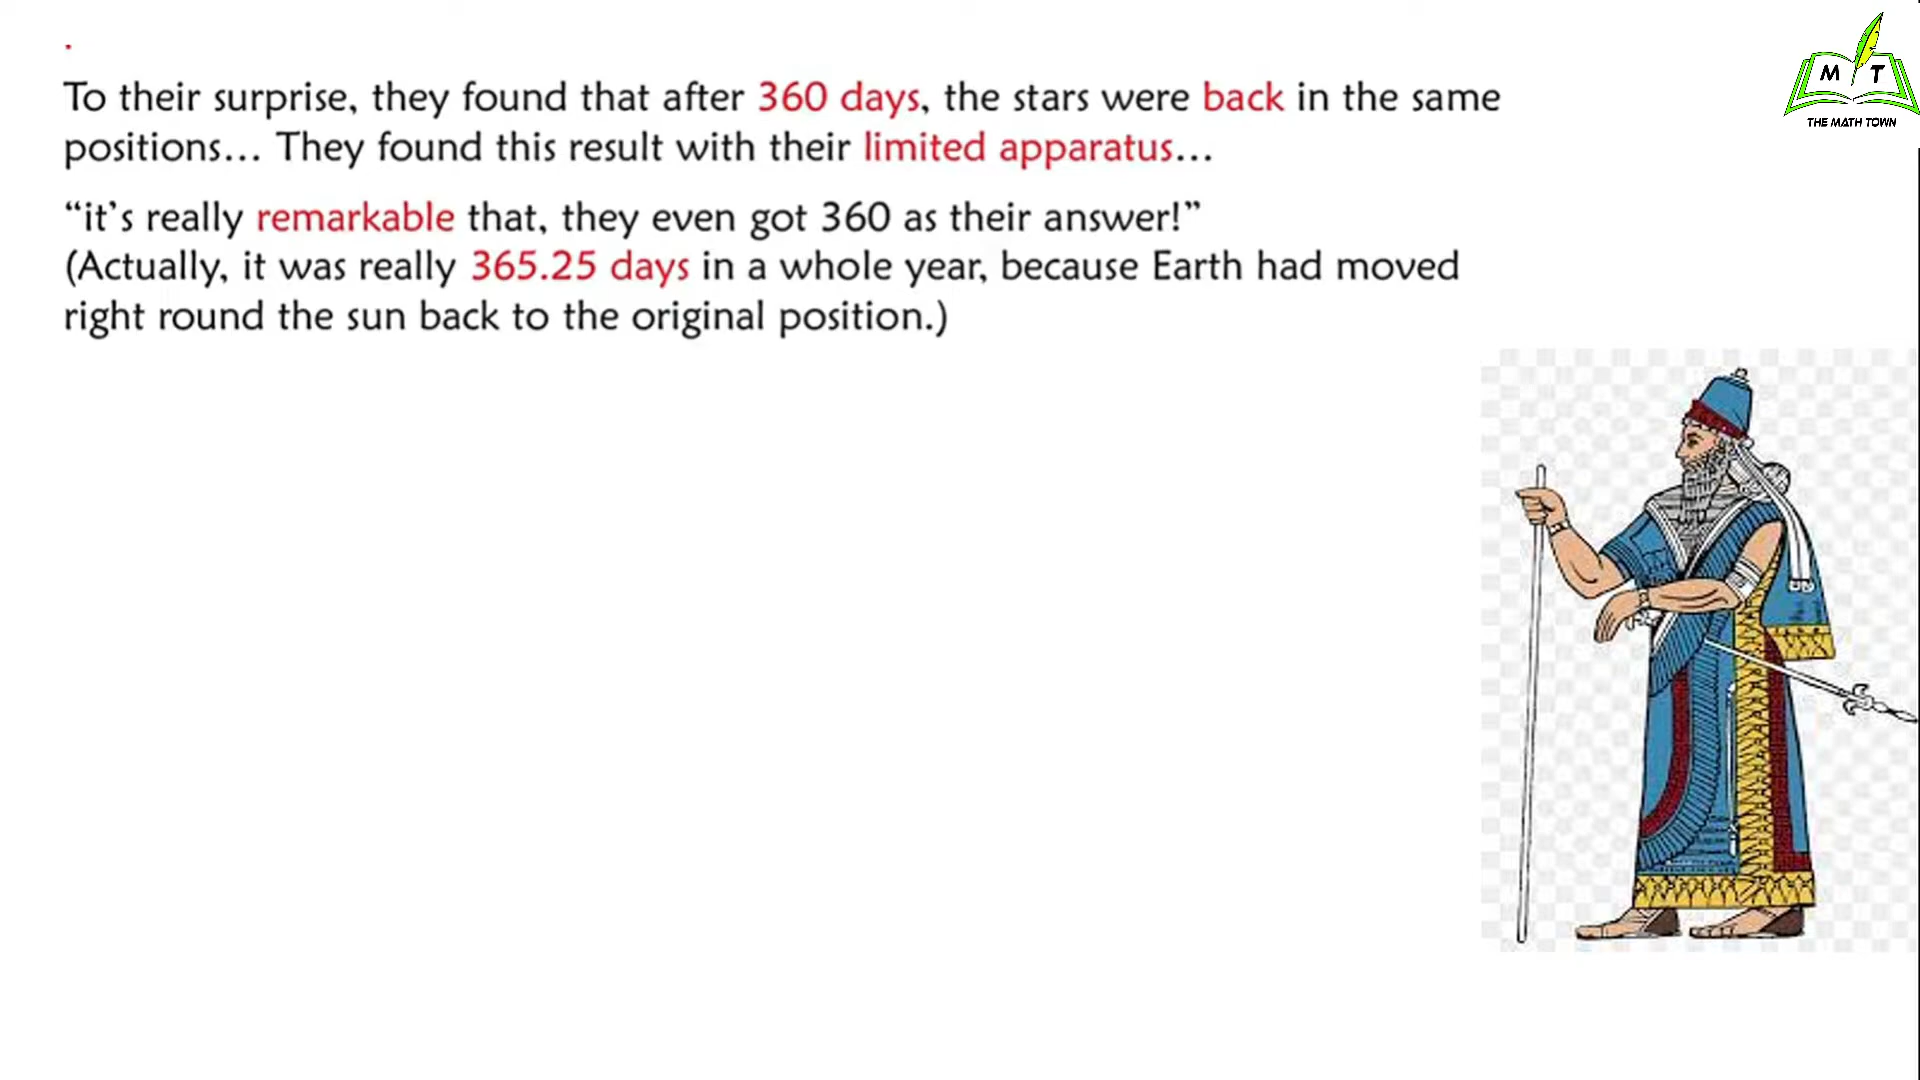 To their surprise, they found that after 360 days, the stars were back in the same
positions... They found this result with their limited apparatus...
“it’s really remarkable that, they even got 360 as their answer!”
(Actually, it was really 365.25 days in a whole year, because Earth had moved
right round the sun back to the original position.)
M T
THE MATH TOWN